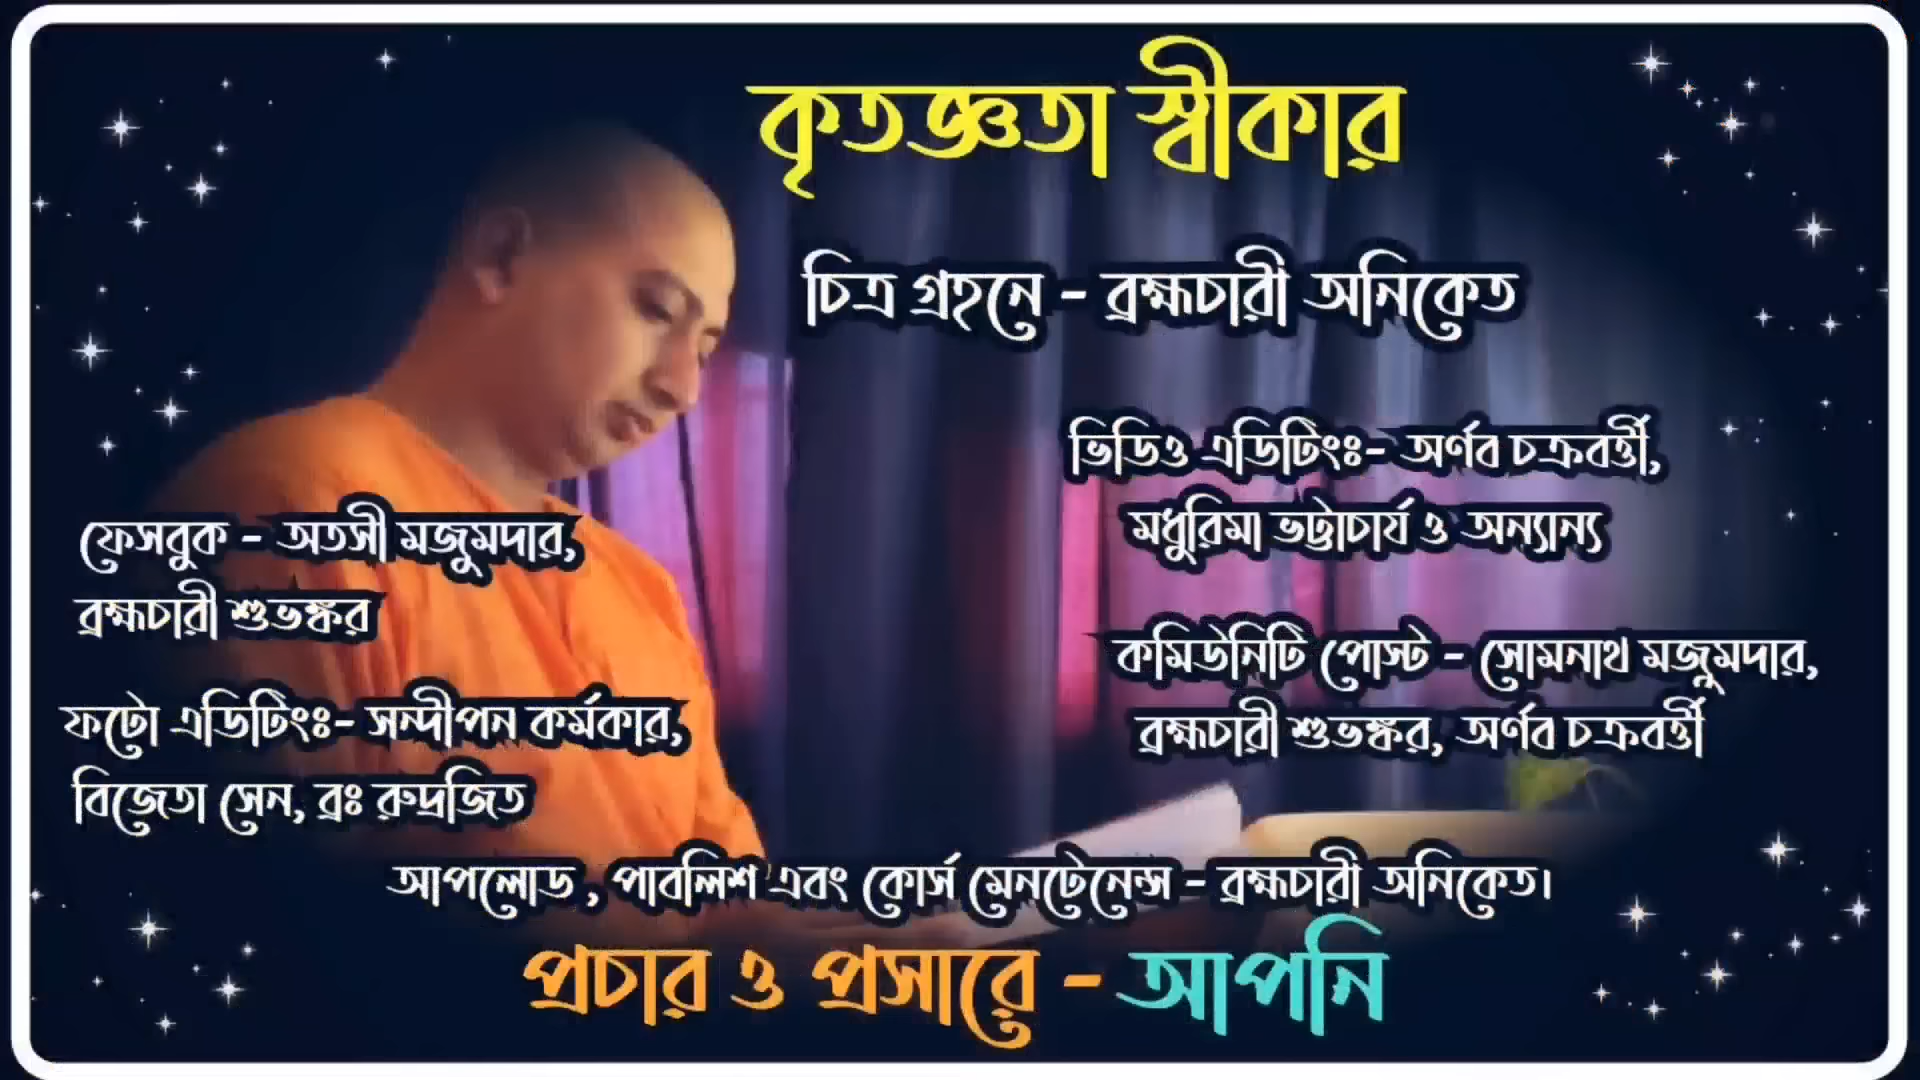 কৃতজ্ঞতা স্বীকার
চিত্র গ্রহনে - ব্রহ্মচারী অনিকেত
ভিডিও এডিটিংঃ- অর্ণব চক্রবর্ত্তী,
মধুরিমা ভট্টাচার্য ও অন্যান্য
ফেসবুক - অতসী মজুমদার,
ব্রহ্মচারী শুভঙ্কর
কমিউনিটি পোস্ট - সোমনাথ মজুমদার,
ব্রহ্মচারী শুভঙ্কর, অর্ণব চক্রবর্ত্তী
ফটো এডিটিংঃ- সন্দীপন কর্মকার,
বিজেতা সেন, ব্রঃ রুদ্রজিত
আপলোড , পাবলিশ এবং কোর্স মেনটেনেন্স - ব্রহ্মচারী অনিকেত।
প্রচার ও প্রসারে - আপনি